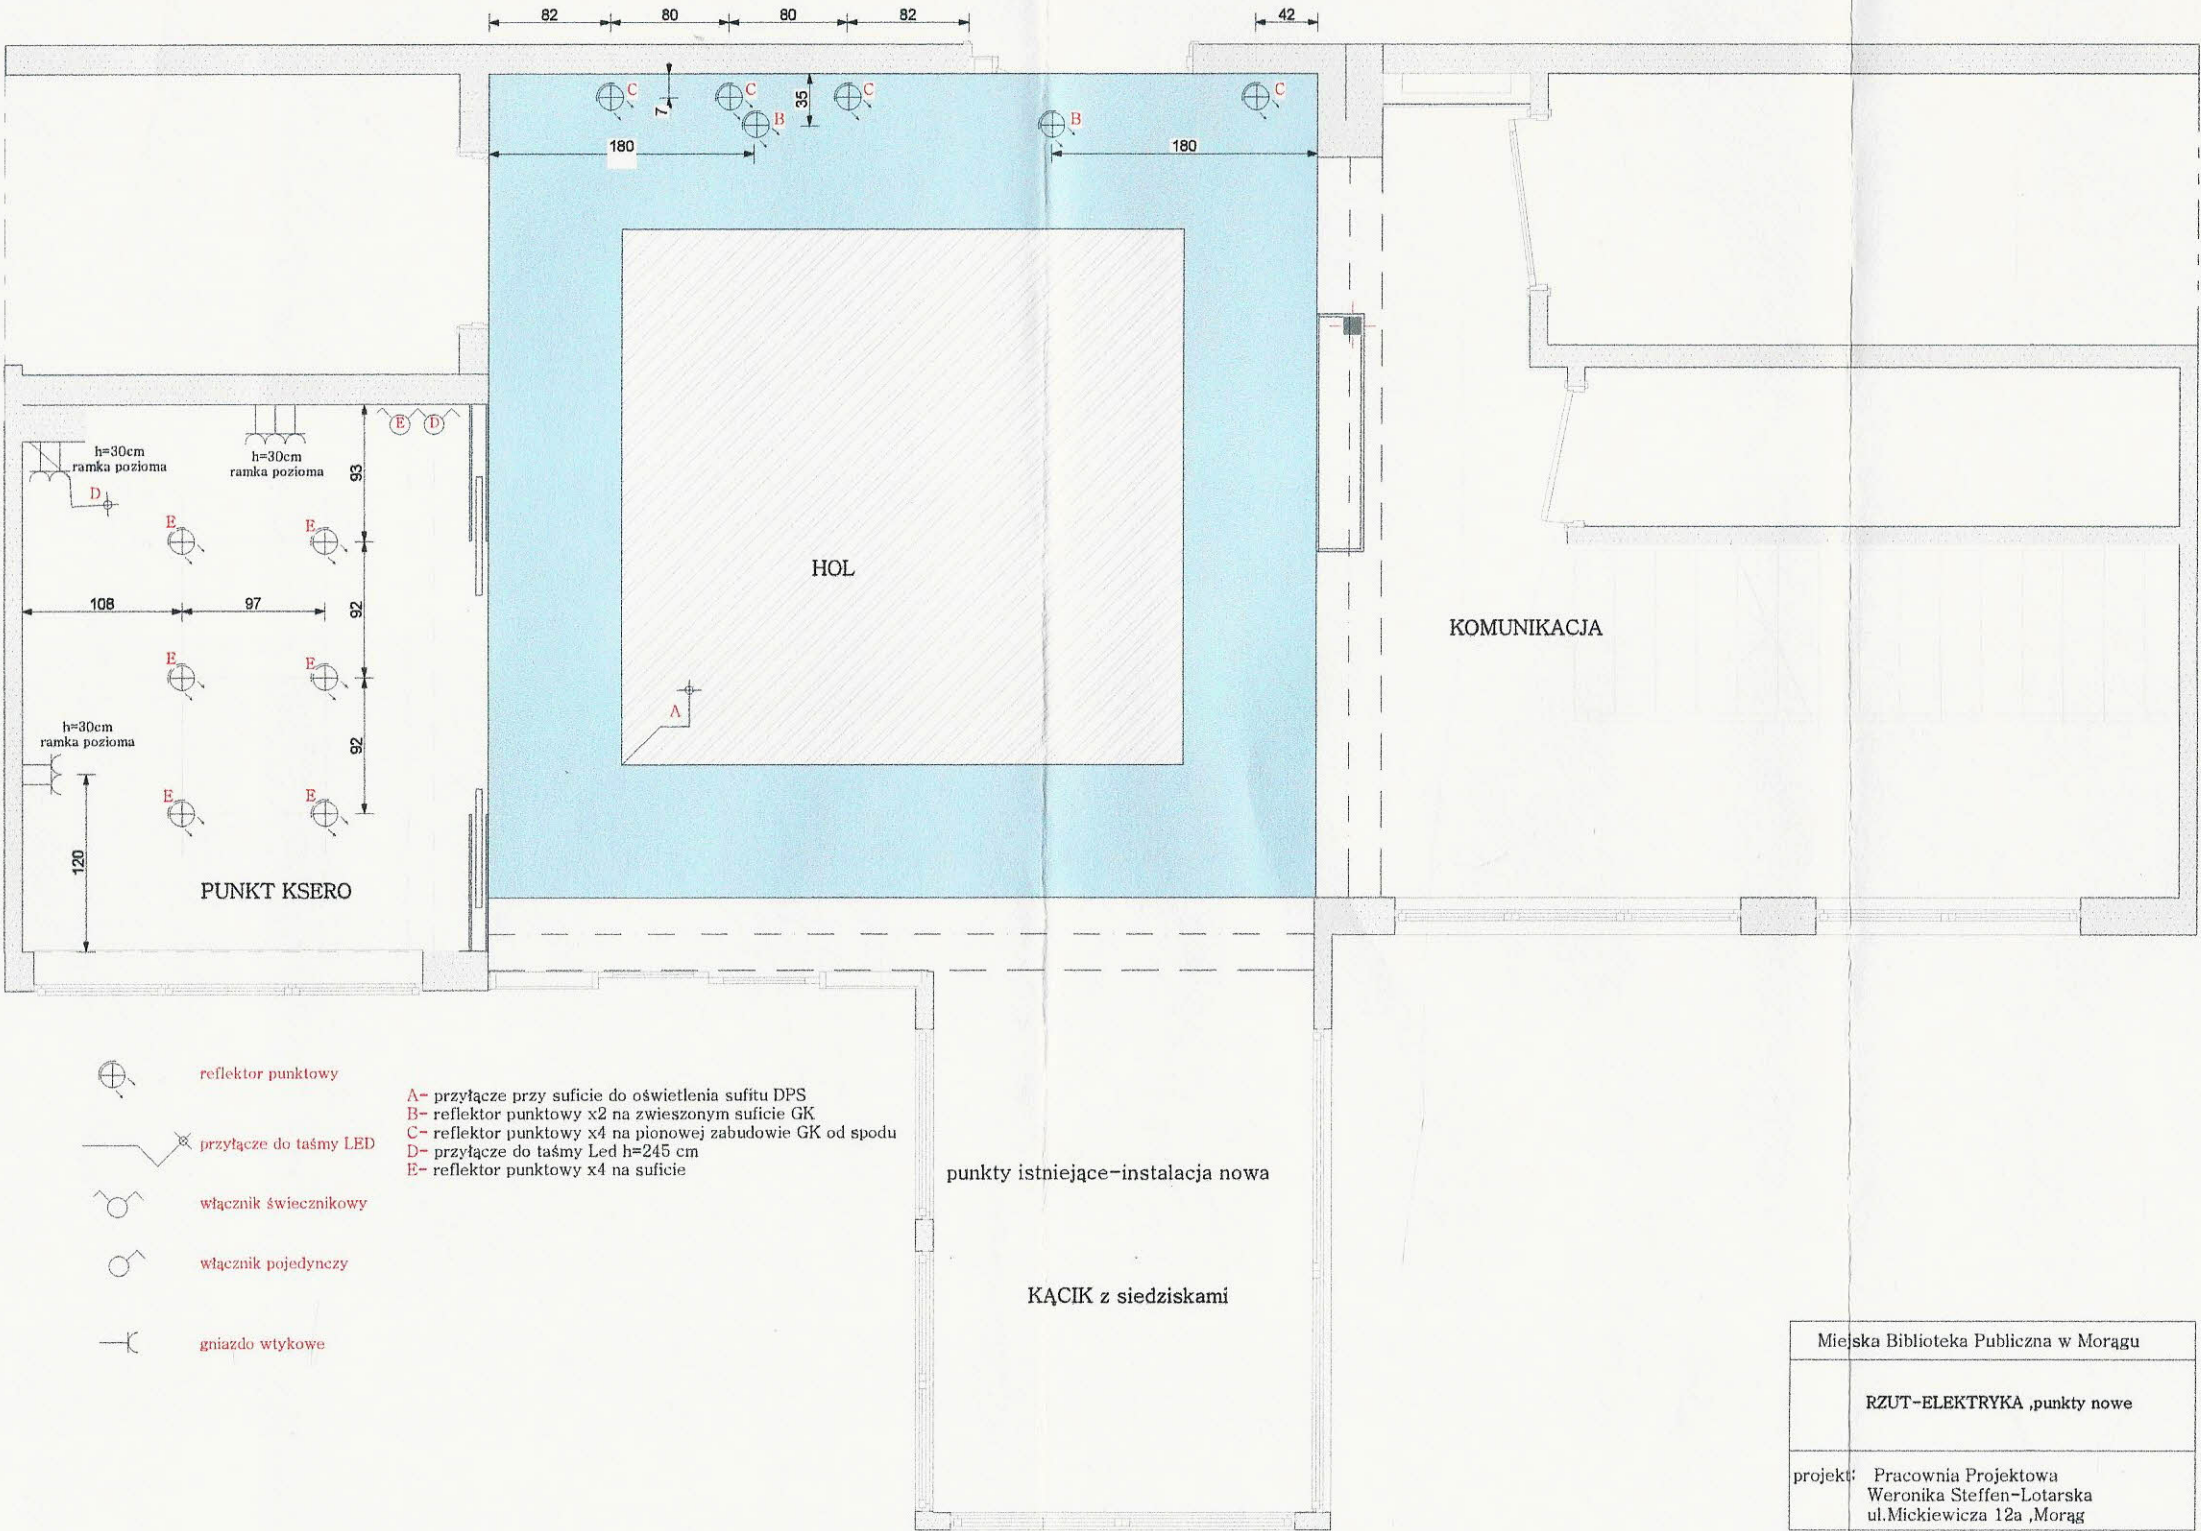 82 80 80 82 42
C C C C
7 35
B B
180 180
E D
h=30cm
ramka pozioma
h=30cm
ramka pozioma
93
D
E E
HOL
108 97
92
KOMUNIKACJA
E E
A
h=30cm
ramka pozioma
92
E E
120
PUNKT KSERO
reflektor punktowy
przyłącze do taśmy LED
włącznik świecznikowy
włącznik pojedynczy
gniazdo wtykowe
A- przyłącze przy suficie do oświetlenia sufitu DPS
B- reflektor punktowy x2 na zwieszonym suficie GK
C- reflektor punktowy x4 na pionowej zabudowie GK od spodu
D- przyłącze do taśmy Led h=245 cm
E- reflektor punktowy x4 na suficie
punkty istniejące-instalacja nowa
KĄCIK z siedziskami
Miejska Biblioteka Publiczna w Morągu
RZUT-ELEKTRYKA ,punkty nowe
projekt: Pracownia Projektowa
Weronika Steffen-Lotarska
ul.Mickiewicza 12a ,Morąg